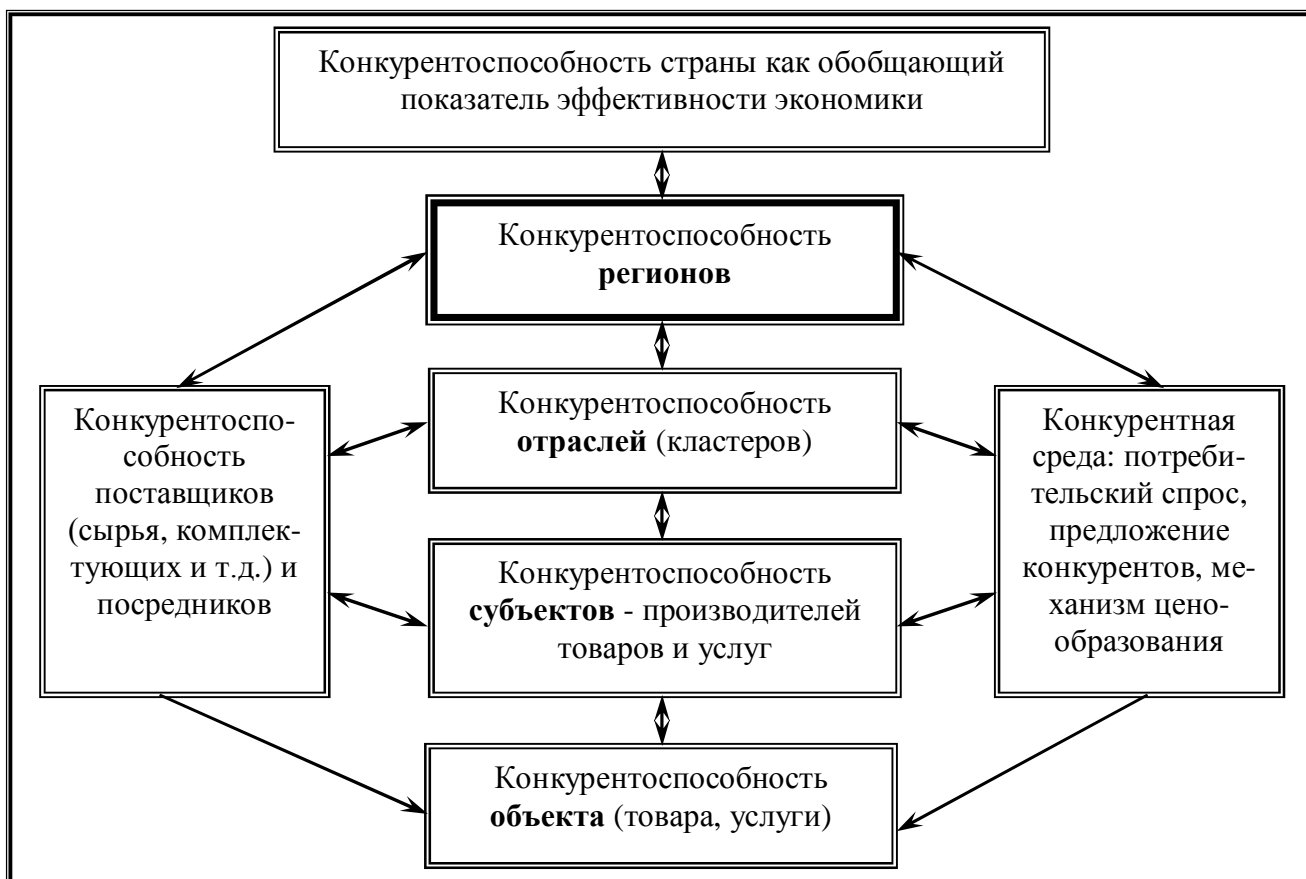 Конкурентоспособность страны как обобщающий
показатель эффективности экономики
Конкурентоспособность
регионов
Конкурентоспособность
отраслей (кластеров)
Конкурентоспо-
собность
поставщиков
(сырья, комплек-
тующих и т.д.) и
посредников
Конкурентная
среда: потреби-
тельский спрос,
предложение
конкурентов, ме-
ханизм цено-
образования
Конкурентоспособность
субъектов - производителей
товаров и услуг
Конкурентоспособность
объекта (товара, услуги)